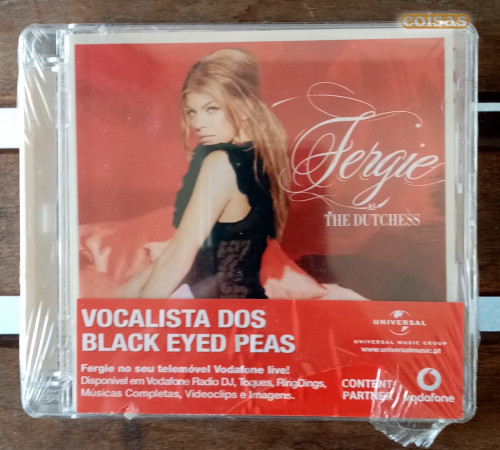 coisas
Fergie
AS
THE DUTCHESS
VOCALISTA DOS
BLACK EYED PEAS
Fergie no seu telemóvel Vodafone live!
Disponível em Vodafone Radio DJ, Toques, RingDings,
Músicas Completas, Videoclips e Imagens.
UNIVERSAL
UNIVERSAL MUSIC GROUP
www.universalmusic.pt
CONTENT
PARTNER
vodafone